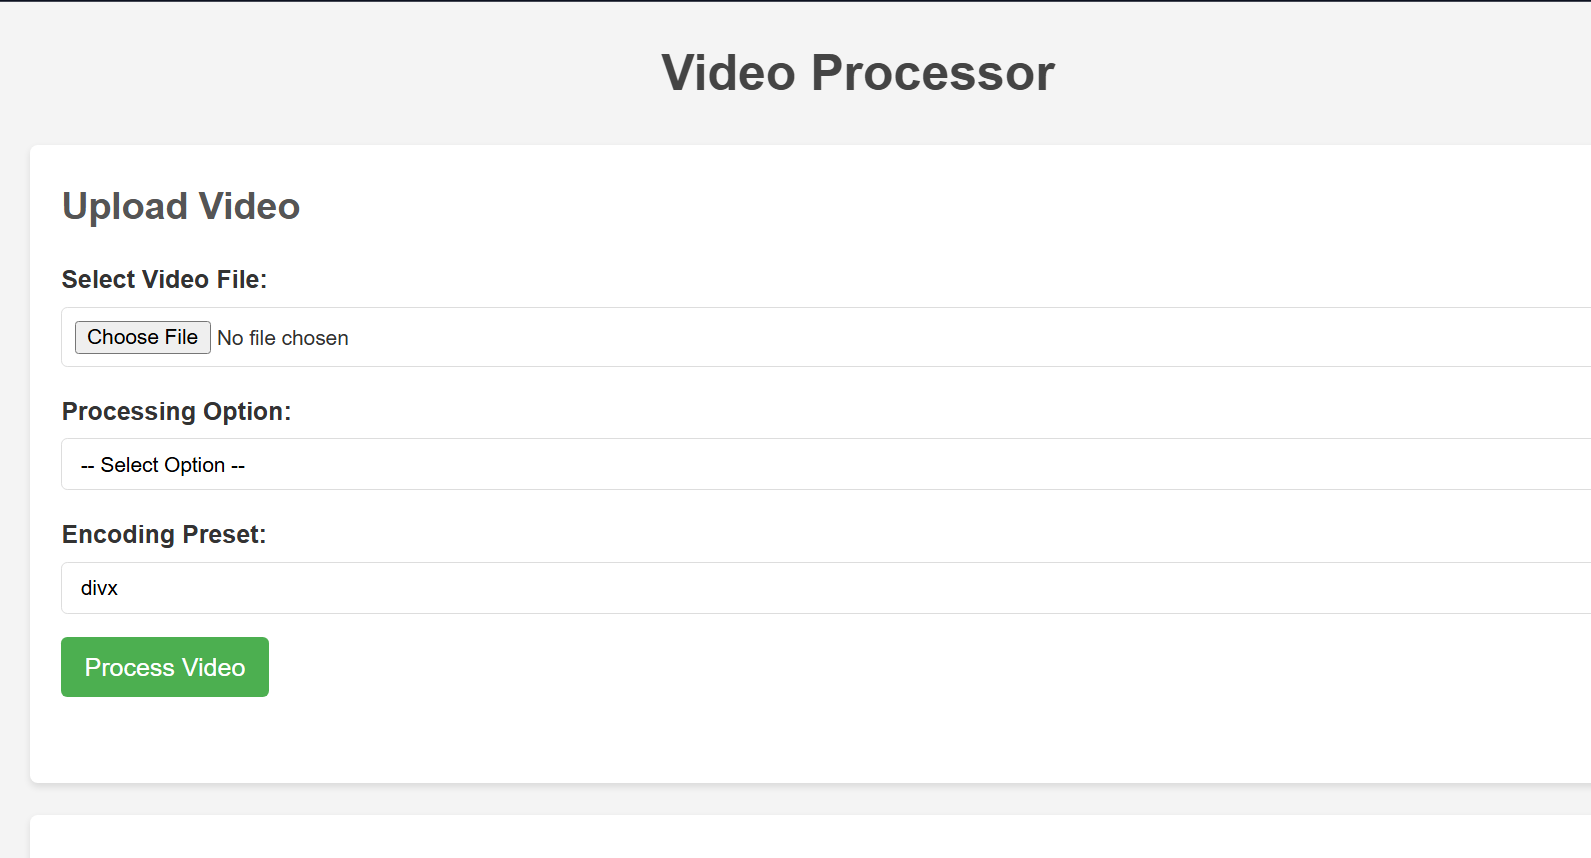 Video Processor
Upload Video
Select Video File:
Choose File No file chosen
Processing Option:
-- Select Option --
Encoding Preset:
divx
Process Video